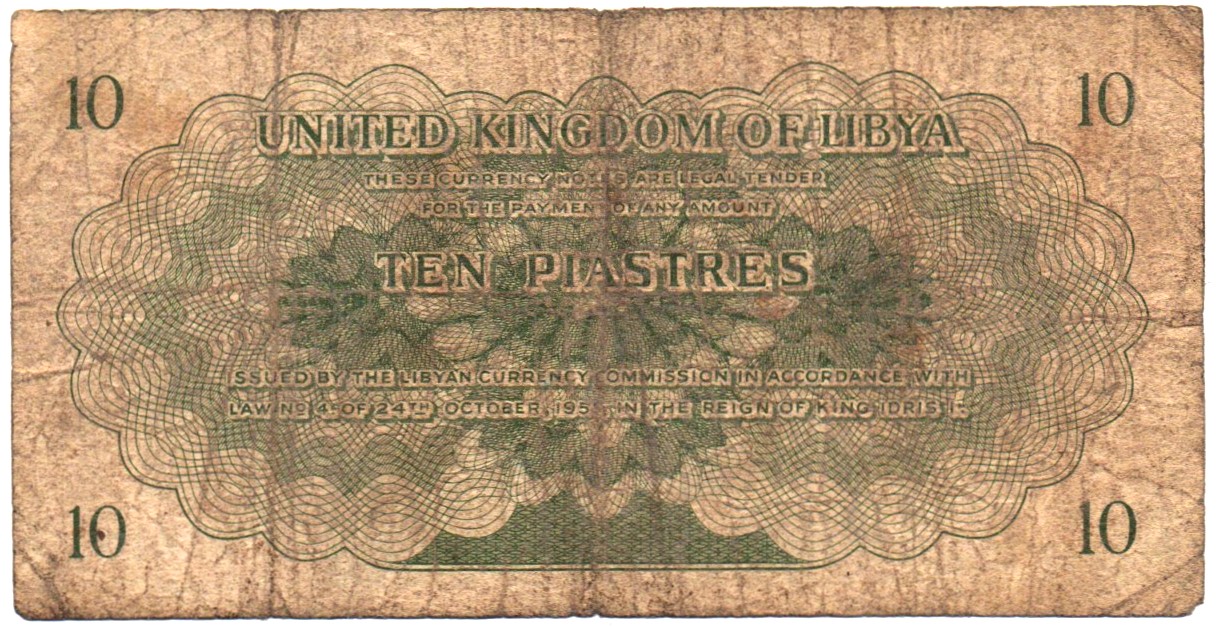 10 10
UNITED KINGDOM OF LIBYA
THESE CURRENCY NOTES ARE LEGAL TENDER
FOR THE PAYMENT OF ANY AMOUNT
TEN PIASTRES
ISSUED BY THE LIBYAN CURRENCY COMMISSION IN ACCORDANCE WITH
LAW Nº 4 OF 24TH OCTOBER, 195 IN THE REIGN OF KING IDRIS
10 10